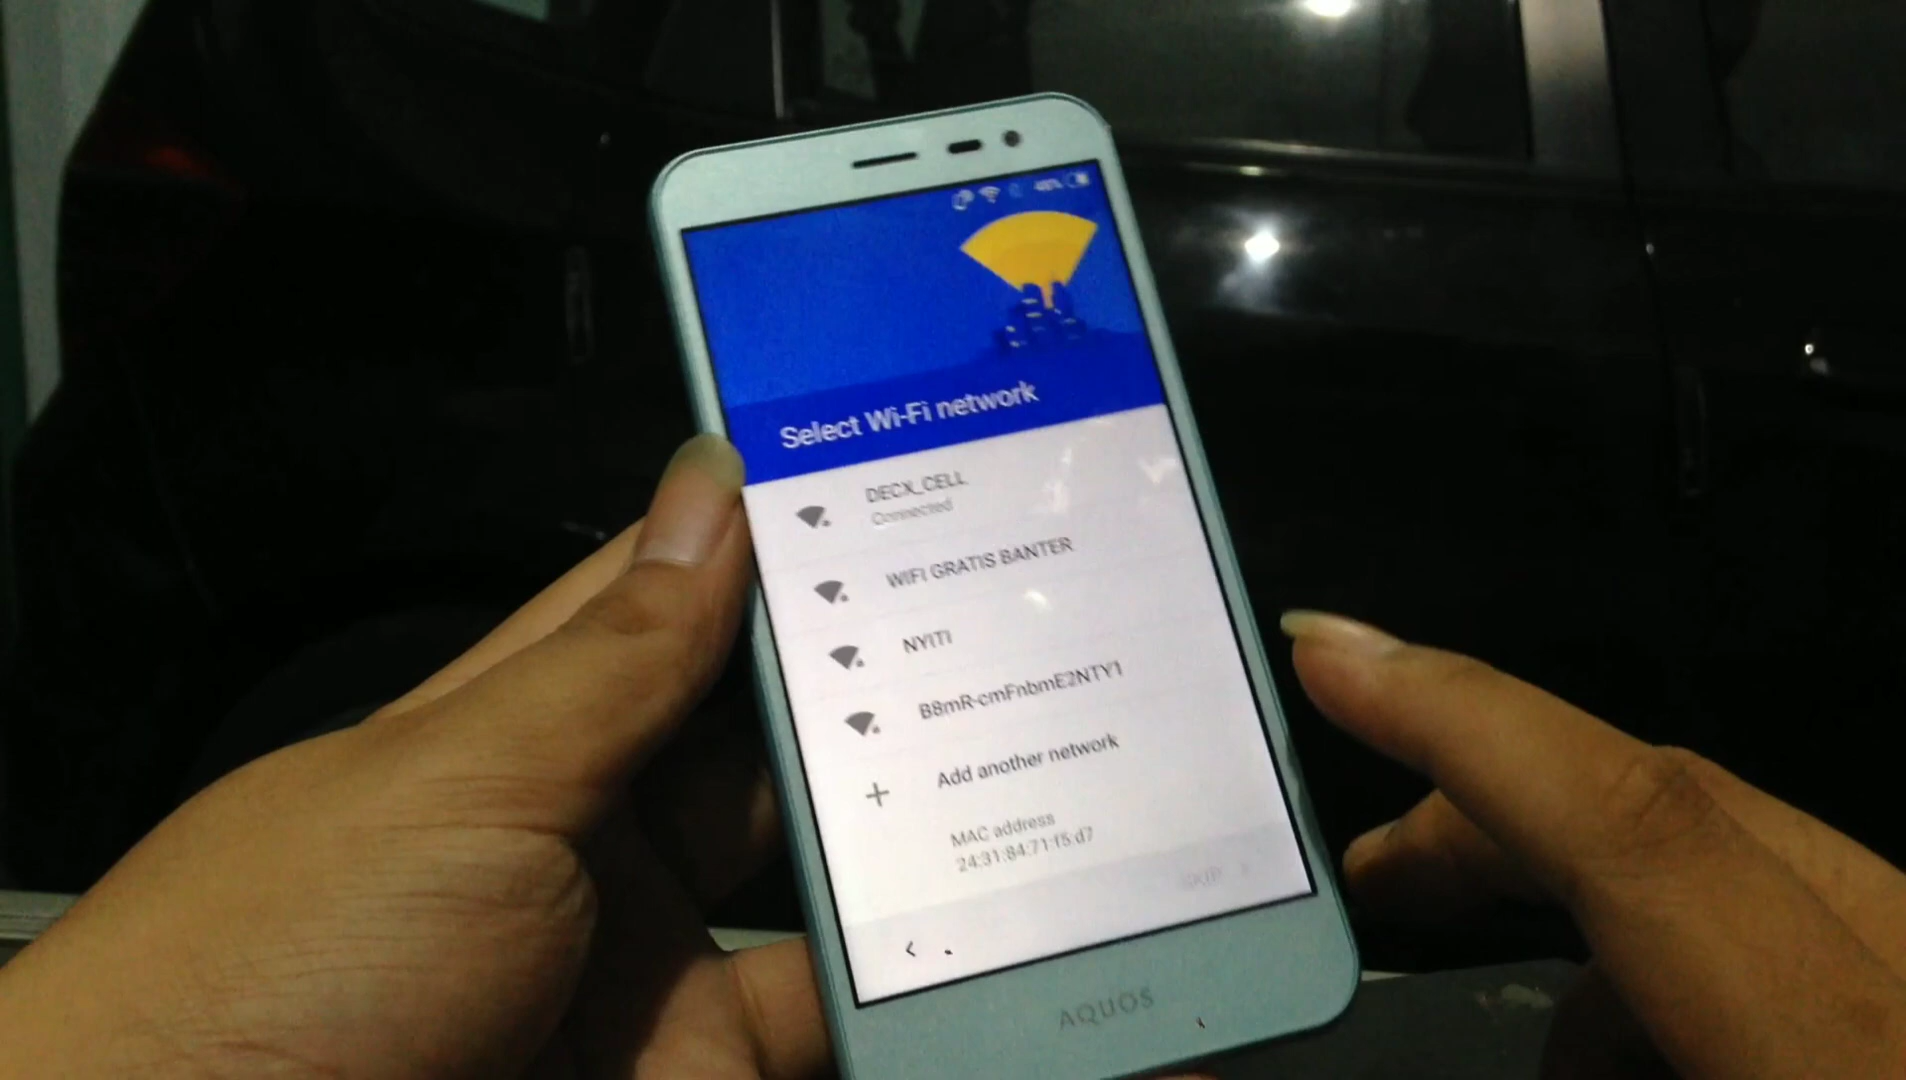 46%
Select Wi-Fi network
DECX_CELL
Connected
WIFI GRATIS BANTER
NYITI
B8mR-cmFnbmE2NTY1
Add another network
MAC address
24:31:84:71:f5:d7
SKIP
AQUOS